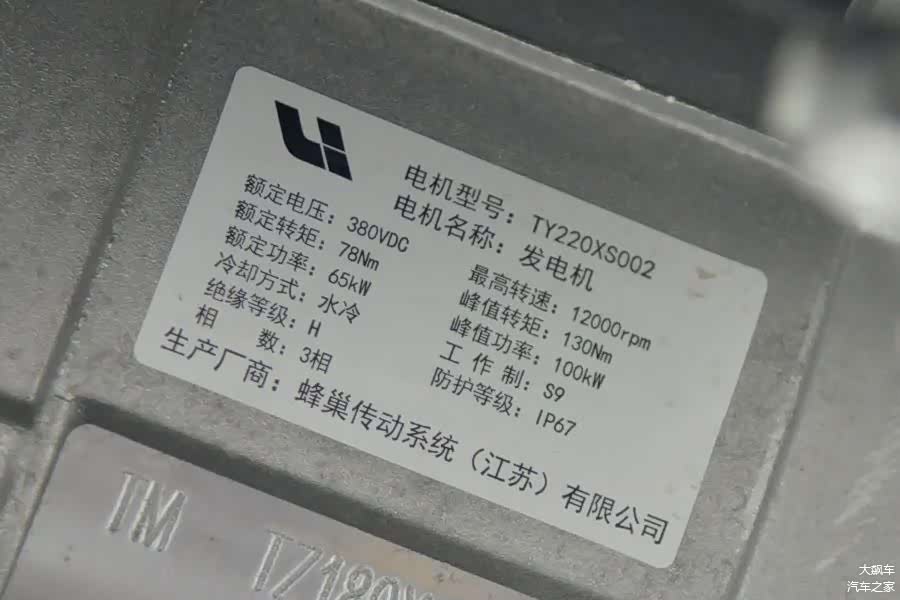 电机型号：TY220XS002
电机名称：发电机
额定电压：380VDC 最高转速：12000rpm
额定转矩：78Nm 峰值转矩：130Nm
额定功率：65kW 峰值功率：100kW
冷却方式：水冷 工 作 制：S9
绝缘等级：H 防护等级：IP67
相 数：3相
生产厂商：蜂巢传动系统（江苏）有限公司
TM TZ180X
大飙车
汽车之家